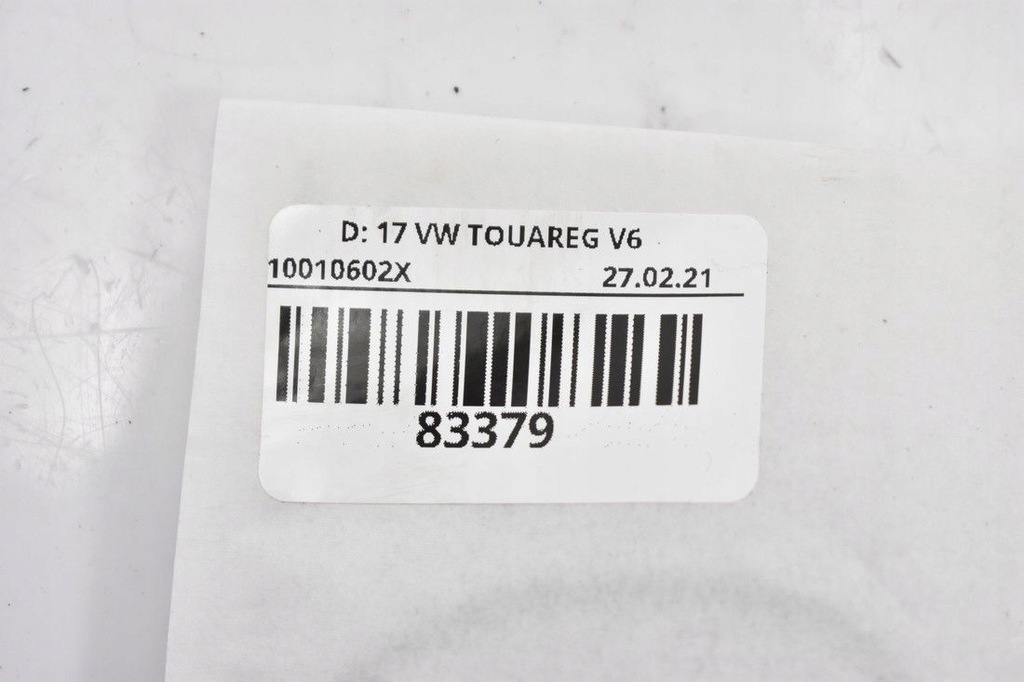 D: 17 VW TOUAREG V6
10010602X 27.02.21
83379